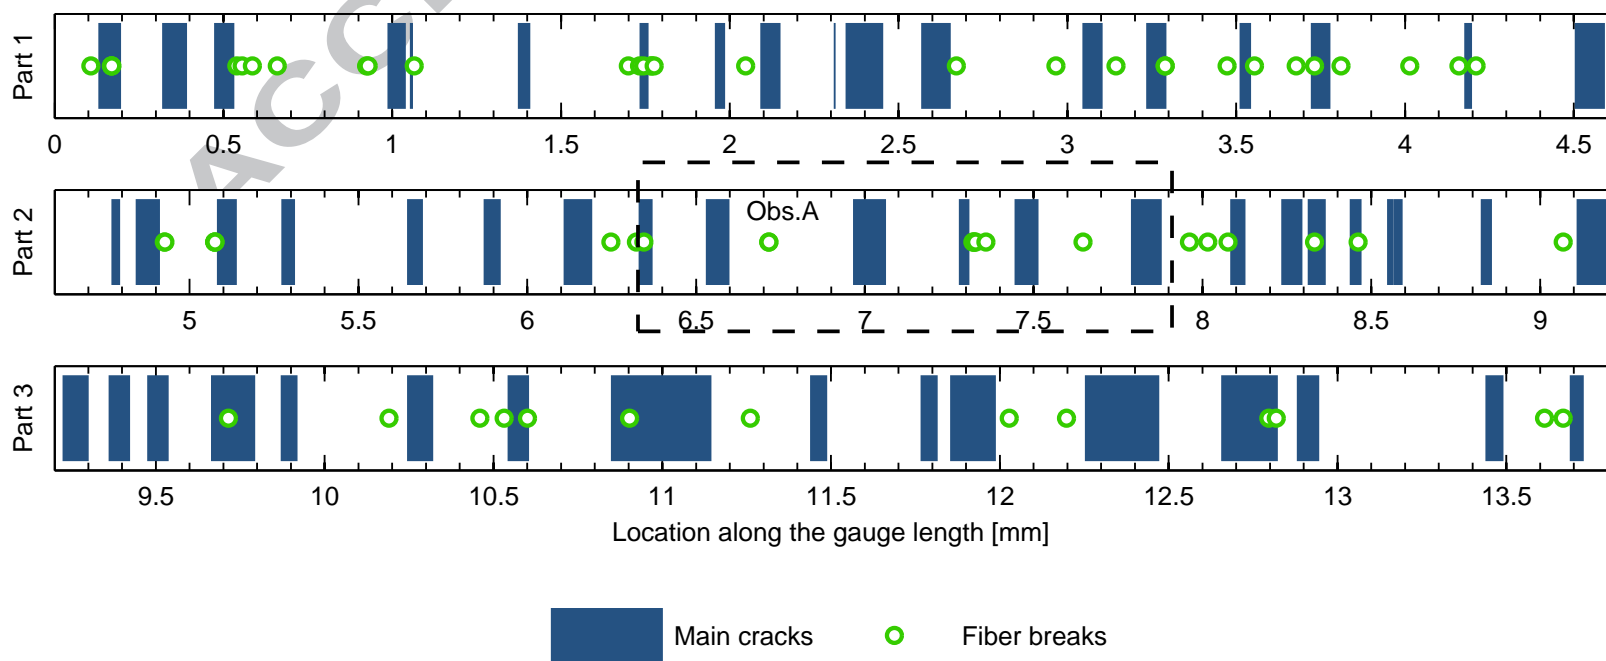 Part 1
0 0.5 1 1.5 2 2.5 3 3.5 4 4.5
ACC
Part 2
Obs.A
5 5.5 6 6.5 7 7.5 8 8.5 9
Part 3
9.5 10 10.5 11 11.5 12 12.5 13 13.5
Location along the gauge length [mm]
Main cracks Fiber breaks